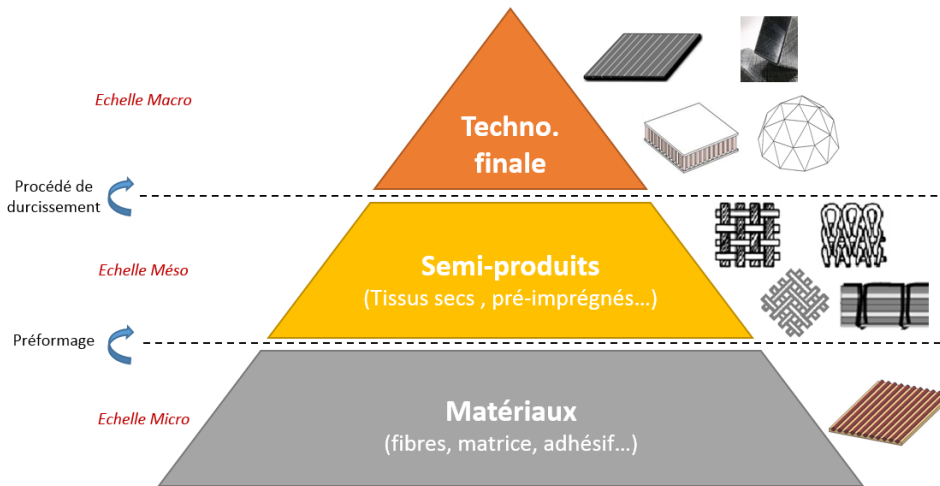 Echelle Macro
Techno.
finale
Procédé de
durcissement
Echelle Méso
Semi-produits
(Tissus secs , pré-imprégnés…)
Préformage
Echelle Micro
Matériaux
(fibres, matrice, adhésif…)